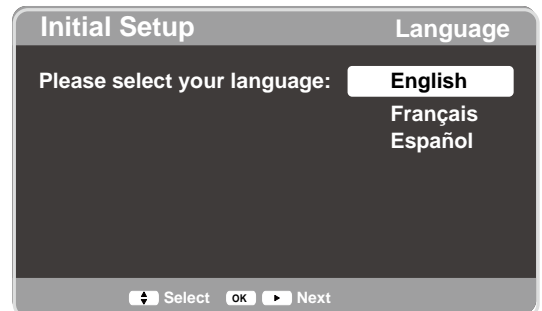 Initial Setup Language
Please select your language: English
Français
Español
Select OK Next